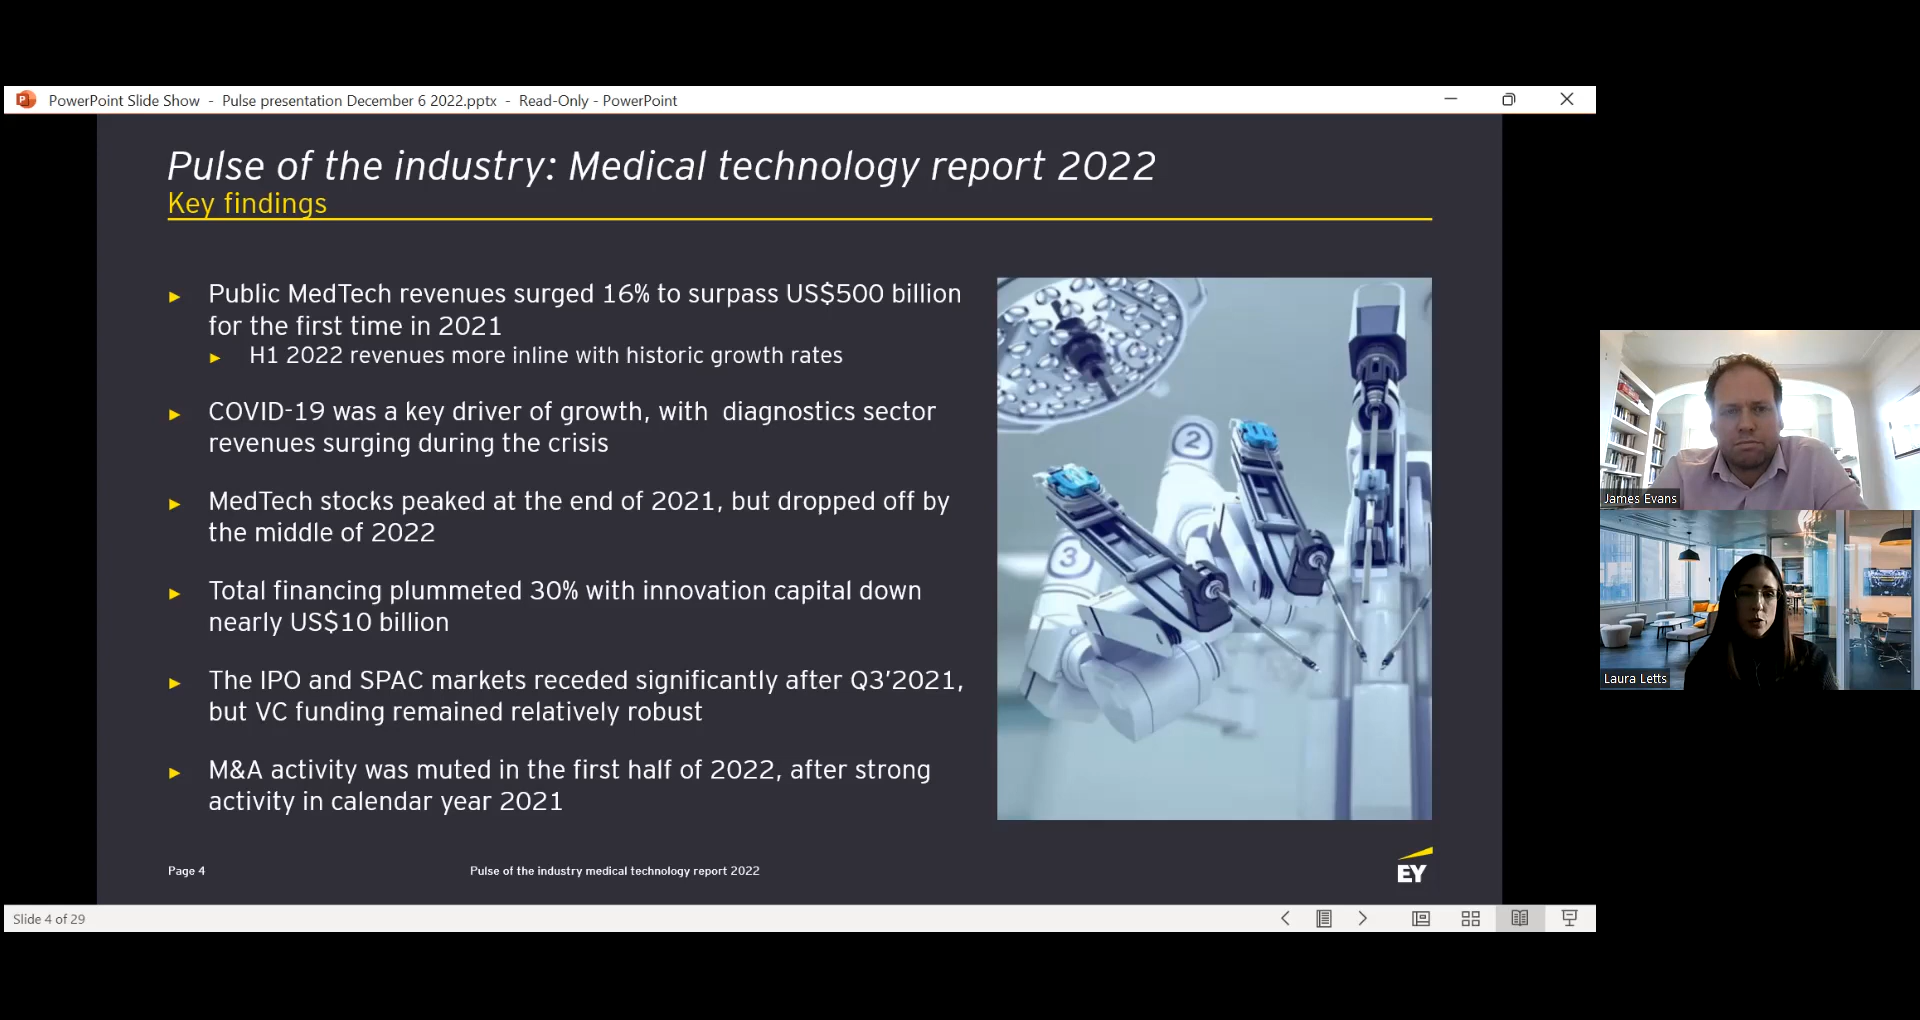 PowerPoint Slide Show - Pulse presentation December 6 2022.pptx - Read-Only - PowerPoint
Pulse of the industry: Medical technology report 2022
Key findings
► Public MedTech revenues surged 16% to surpass US$500 billion
for the first time in 2021
► H1 2022 revenues more inline with historic growth rates
► COVID-19 was a key driver of growth, with diagnostics sector
revenues surging during the crisis
► MedTech stocks peaked at the end of 2021, but dropped off by
the middle of 2022
► Total financing plummeted 30% with innovation capital down
nearly US$10 billion
► The IPO and SPAC markets receded significantly after Q3'2021,
but VC funding remained relatively robust
► M&A activity was muted in the first half of 2022, after strong
activity in calendar year 2021
2
3
Page 4
Pulse of the industry medical technology report 2022
EY
Slide 4 of 29
James Evans
Laura Letts